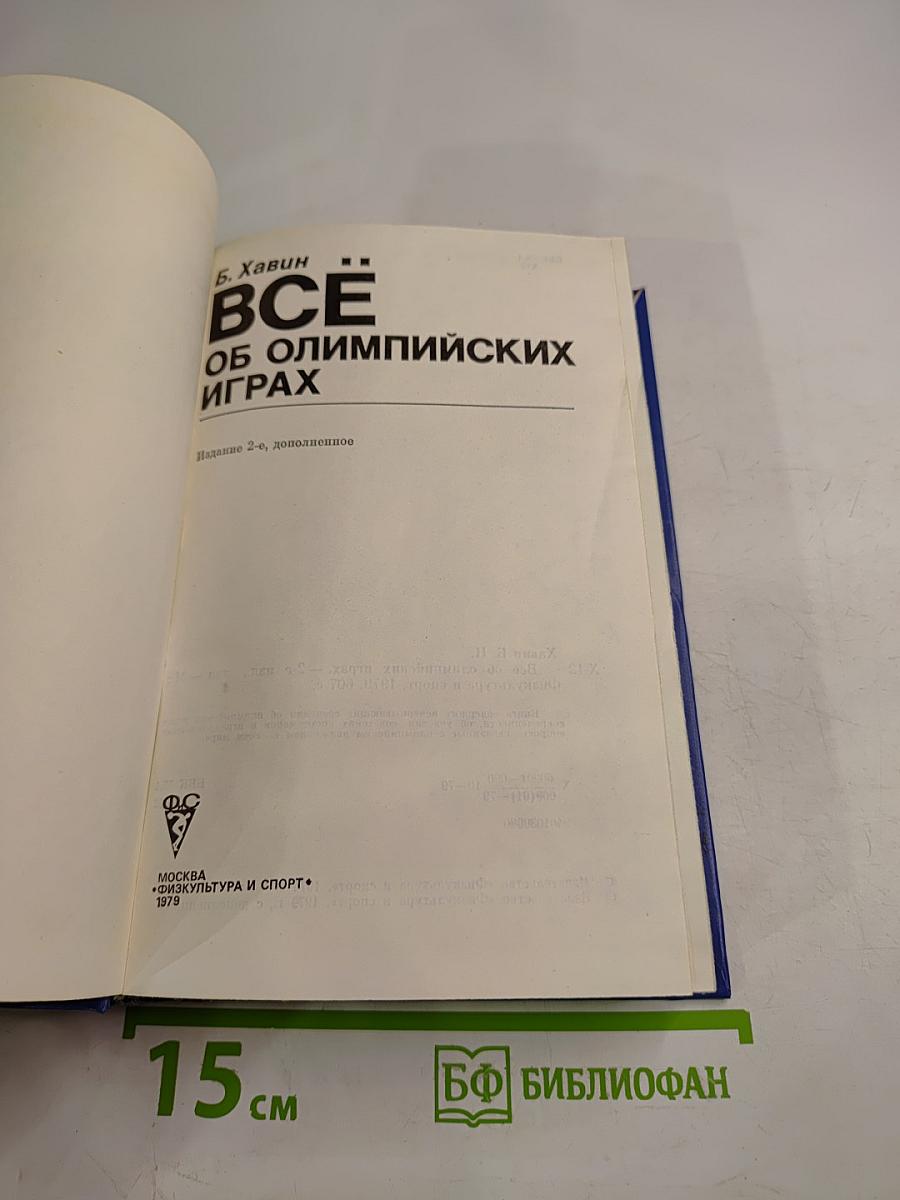 Б. Хавин
ВСЁ
ОБ ОЛИМПИЙСКИХ
ИГРАХ
Издание 2-е, дополненное
ФиС
МОСКВА
«ФИЗКУЛЬТУРА И СПОРТ»
1979
15 см
БФ БИБЛИОФАН